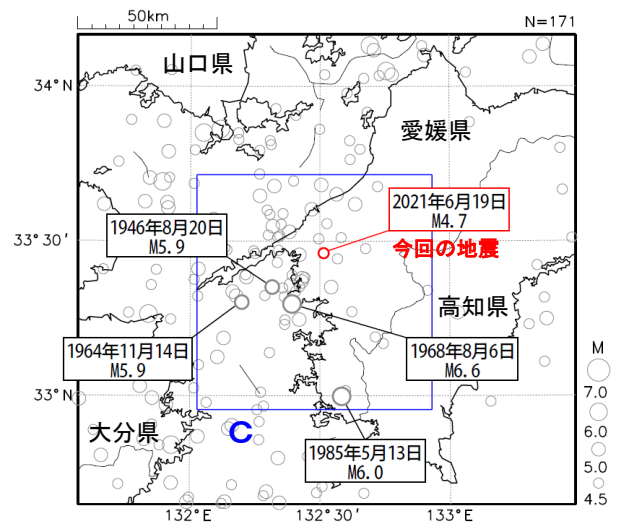 50km
N=171
山口県
34°N
愛媛県
2021年6月19日
M4.7
1946年8月20日
M5.9
今回の地震
33°30′
高知県
1964年11月14日
M5.9
1968年8月6日
M6.6
M
7.0
6.0
5.0
4.5
33°N
大分県
C
1985年5月13日
M6.0
132°E
132°30′
133°E